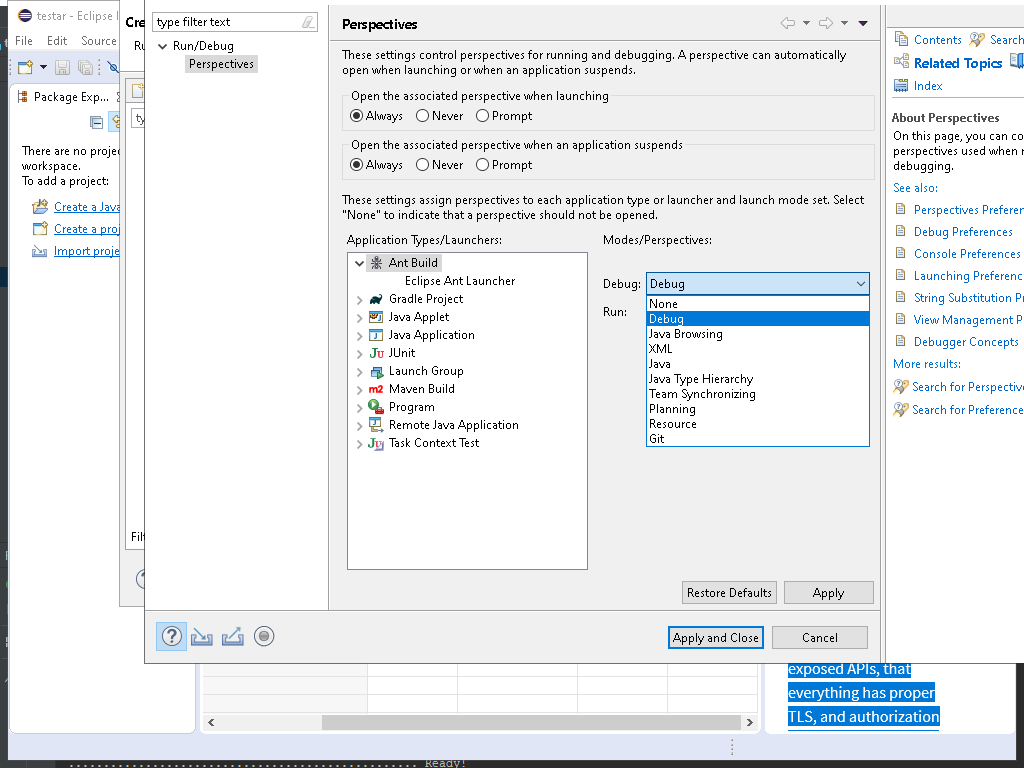 testar - Eclipse I
File Edit Source
Package Exp...
There are no proje
workspace.
To add a project:
Create a Java
Create a proj
Import proje
Cre
Ru
ty
Filt
type filter text
Run/Debug
Perspectives
Perspectives
These settings control perspectives for running and debugging. A perspective can automatically
open when launching or when an application suspends.
Open the associated perspective when launching
Always Never Prompt
Open the associated perspective when an application suspends
Always Never Prompt
These settings assign perspectives to each application type or launcher and launch mode set. Select
"None" to indicate that a perspective should not be opened.
Application Types/Launchers:
Ant Build
Eclipse Ant Launcher
Gradle Project
Java Applet
Java Application
JUnit
Launch Group
m2 Maven Build
Program
Remote Java Application
Task Context Test
Modes/Perspectives:
Debug: Debug
Run:
None
Debug
Java Browsing
XML
Java
Java Type Hierarchy
Team Synchronizing
Planning
Resource
Git
Restore Defaults Apply
Apply and Close Cancel
Contents Search
Related Topics
Index
About Perspectives
On this page, you can co
perspectives used when r
debugging.
See also:
Perspectives Preferen
Debug Preferences
Console Preferences
Launching Preferenc
String Substitution Pr
View Management P
Debugger Concepts
More results:
Search for Perspective
Search for Preference
exposed APIs, that
everything has proper
TLS, and authorization
Ready!